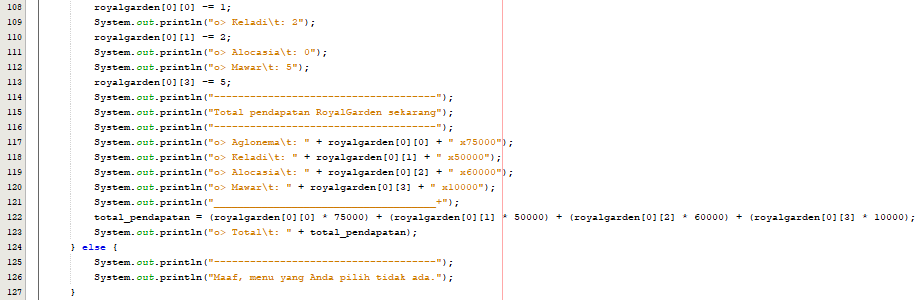 108 royalgarden[0][0] -= 1;
109 System.out.println("o> Keladi\t: 2");
110 royalgarden[0][1] -= 2;
111 System.out.println("o> Alocasia\t: 0");
112 System.out.println("o> Mawar\t: 5");
113 royalgarden[0][3] -= 5;
114 System.out.println("-------------------------------------");
115 System.out.println("Total pendapatan RoyalGarden sekarang");
116 System.out.println("-------------------------------------");
117 System.out.println("o> Aglonema\t: " + royalgarden[0][0] + " x75000");
118 System.out.println("o> Keladi\t: " + royalgarden[0][1] + " x50000");
119 System.out.println("o> Alocasia\t: " + royalgarden[0][2] + " x60000");
120 System.out.println("o> Mawar\t: " + royalgarden[0][3] + " x10000");
121 System.out.println("_____________________________________+");
122 total_pendapatan = (royalgarden[0][0] * 75000) + (royalgarden[0][1] * 50000) + (royalgarden[0][2] * 60000) + (royalgarden[0][3] * 10000);
123 System.out.println("o> Total\t: " + total_pendapatan);
124 } else {
125 System.out.println("-------------------------------------");
126 System.out.println("Maaf, menu yang Anda pilih tidak ada.");
127 }